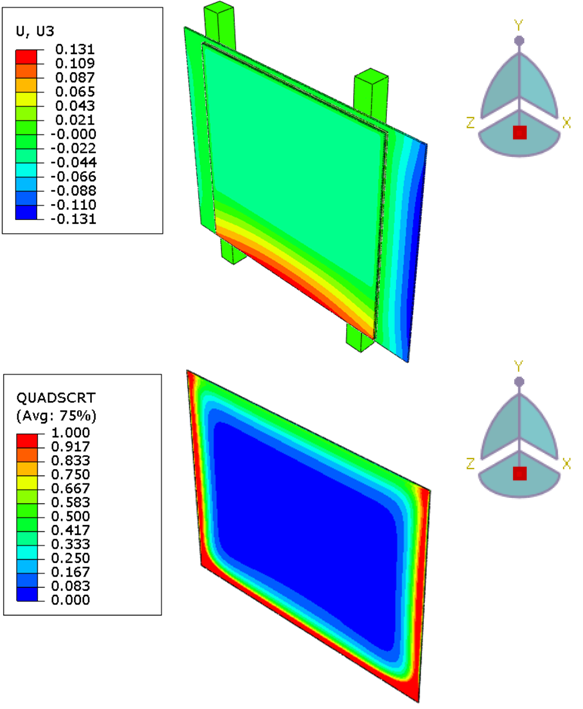 U, U3
0.131
0.109
0.087
0.065
0.043
0.021
-0.000
-0.022
-0.044
-0.066
-0.088
-0.110
-0.131
Y
Z
X
QUADSCRT
(Avg: 75%)
1.000
0.917
0.833
0.750
0.667
0.583
0.500
0.417
0.333
0.250
0.167
0.083
0.000
Y
Z
X